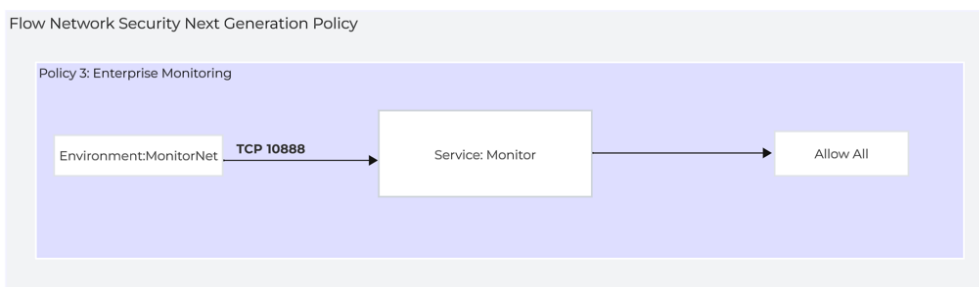 Flow Network Security Next Generation Policy
Policy 3: Enterprise Monitoring
Environment:MonitorNet
TCP 10888
Service: Monitor
Allow All